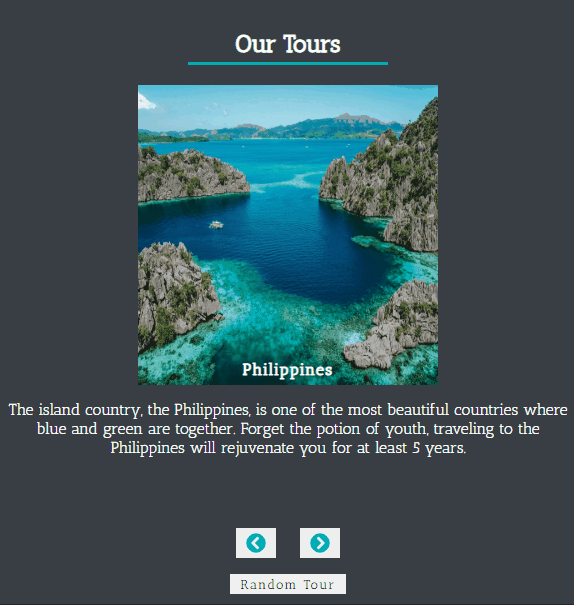 Our Tours
Philippines
The island country, the Philippines, is one of the most beautiful countries where
blue and green are together. Forget the potion of youth, traveling to the
Philippines will rejuvenate you for at least 5 years.
Random Tour